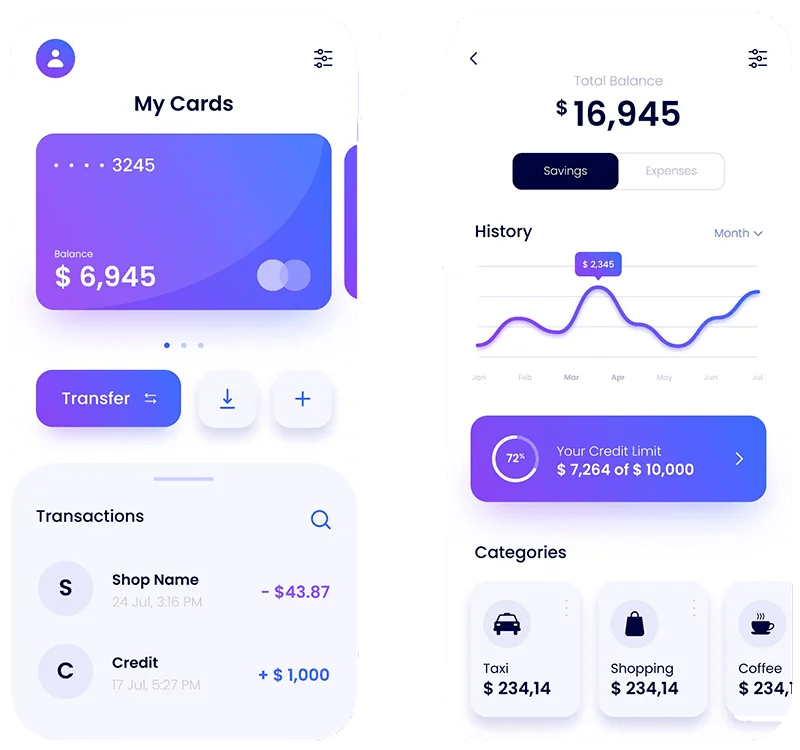 My Cards
• • • • 3245
Balance
$ 6,945
Transfer
Transactions
S
Shop Name
24 Jul, 3:16 PM
- $43.87
C
Credit
17 Jul, 5:27 PM
+ $ 1,000
Total Balance
$16,945
Savings
Expenses
History
Month
$ 2,345
Jan Feb Mar Apr May Jun Jul
72%
Your Credit Limit
$ 7,264 of $ 10,000
Categories
Taxi
$ 234,14
Shopping
$ 234,14
Coffee
$ 234,1